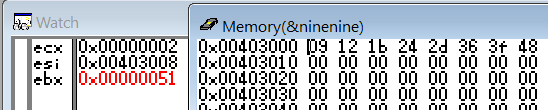 Watch
ecx 0x00000002
esi 0x00403008
ebx 0x00000051
Memory(&ninenine)
0x00403000 09 12 1b 24 2d 36 3f 48
0x00403010 00 00 00 00 00 00 00 00
0x00403020 00 00 00 00 00 00 00 00
0x00403030 00 00 00 00 00 00 00 00